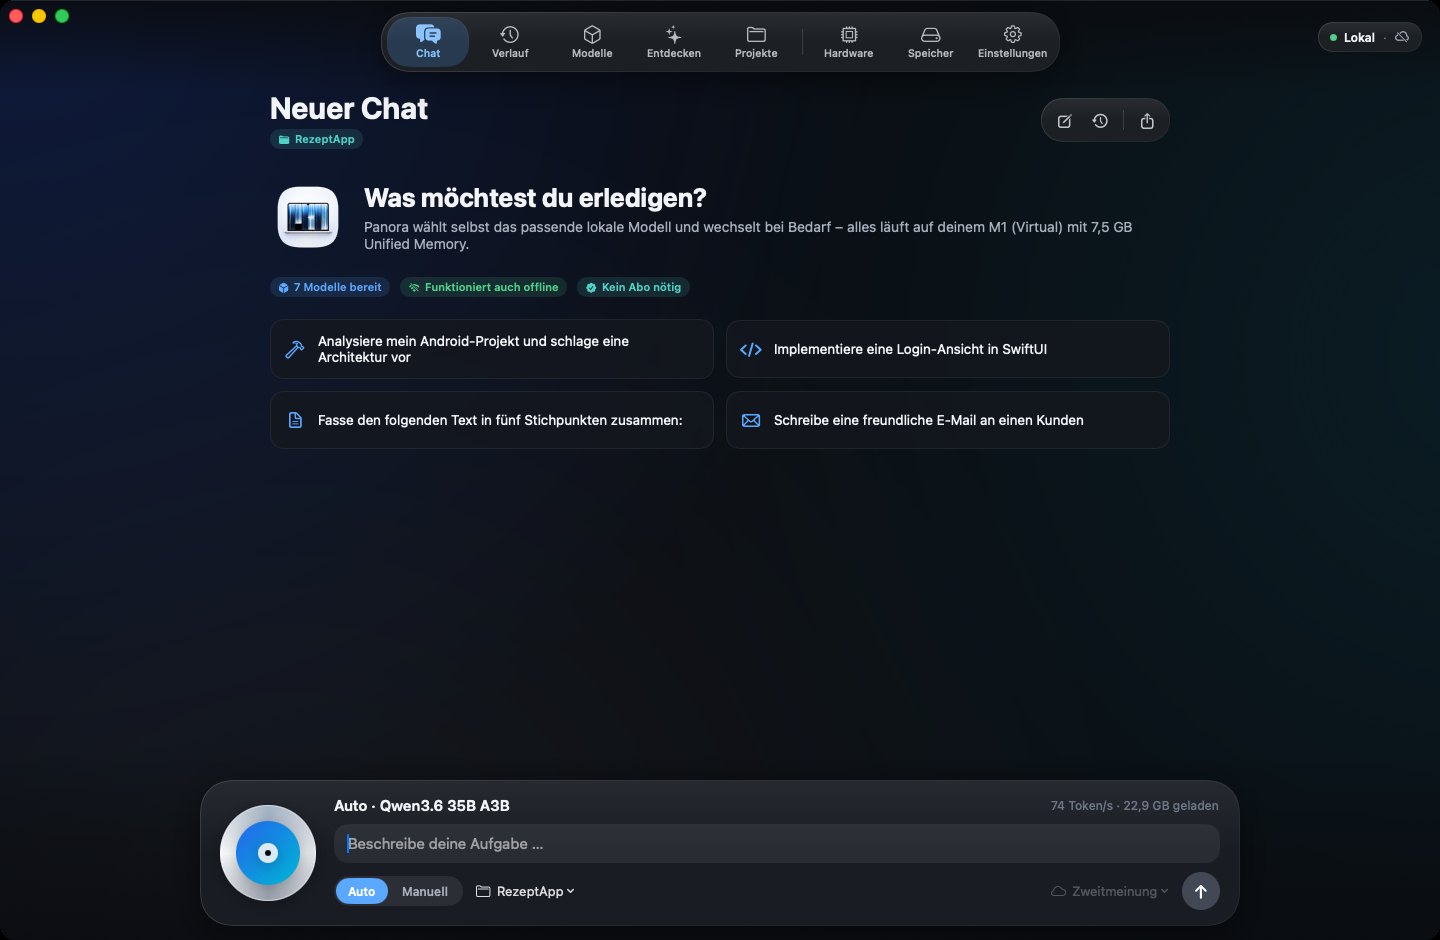 Chat
Verlauf
Modelle
Entdecken
Projekte
Hardware
Speicher
Einstellungen
Lokal ·
Neuer Chat
RezeptApp
Was möchtest du erledigen?
Panora wählt selbst das passende lokale Modell und wechselt bei Bedarf – alles läuft auf deinem M1 (Virtual) mit 7,5 GB
Unified Memory.
7 Modelle bereit
Funktioniert auch offline
Kein Abo nötig
Analysiere mein Android-Projekt und schlage eine
Architektur vor
Implementiere eine Login-Ansicht in SwiftUI
Fasse den folgenden Text in fünf Stichpunkten zusammen:
Schreibe eine freundliche E-Mail an einen Kunden
Auto · Qwen3.6 35B A3B
74 Token/s · 22,9 GB geladen
Beschreibe deine Aufgabe ...
Auto
Manuell
RezeptApp
Zweitmeinung